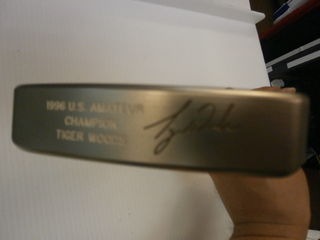 1996 U.S. AMATEUR
CHAMPION
TIGER WOODS